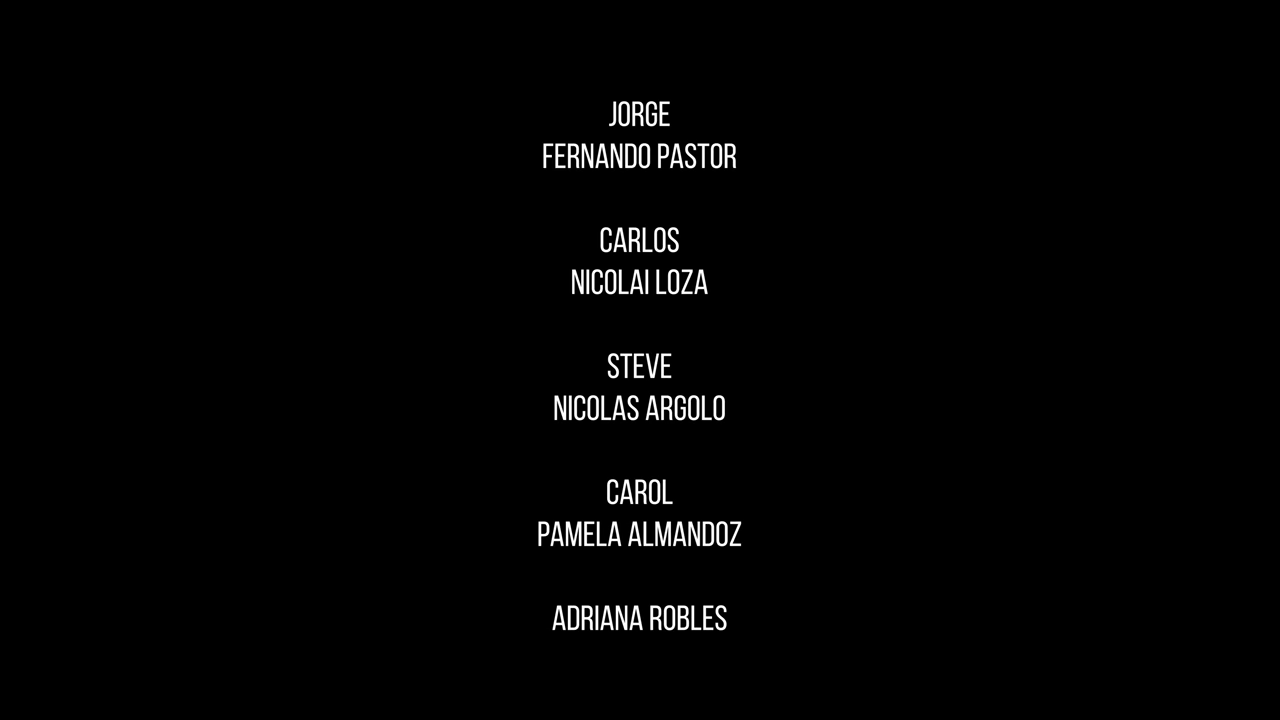 JORGE
FERNANDO PASTOR
CARLOS
NICOLAI LOZA
STEVE
NICOLAS ARGOLO
CAROL
PAMELA ALMANDOZ
ADRIANA ROBLES